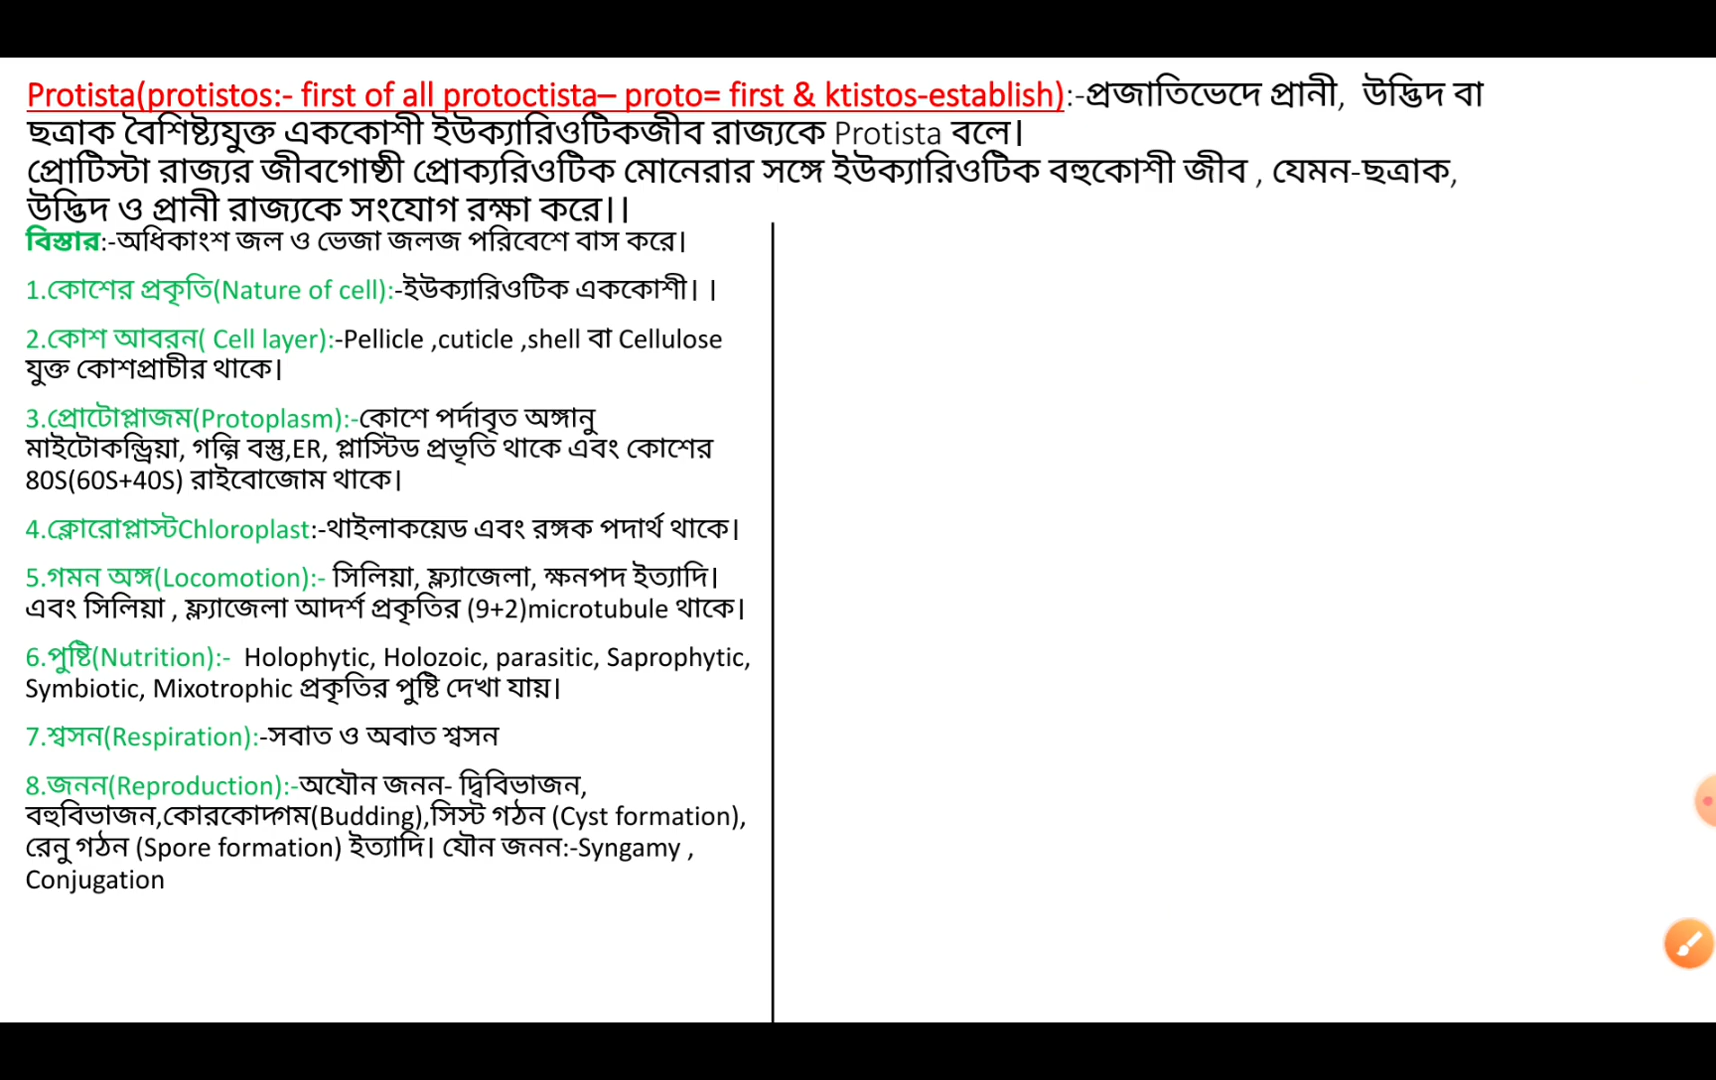 Protista(protistos:- first of all protoctista– proto= first & ktistos-establish):-প্রজাতিভেদে প্রানী, উদ্ভিদ বা
ছত্রাক বৈশিষ্ট্যযুক্ত এককোশী ইউক্যারিওটিকজীব রাজ্যকে Protista বলে।
প্রোটিস্টা রাজ্যর জীবগোষ্ঠী প্রোক্যরিওটিক মোনেরার সঙ্গে ইউক্যারিওটিক বহুকোশী জীব , যেমন-ছত্রাক,
উদ্ভিদ ও প্রানী রাজ্যকে সংযোগ রক্ষা করে।।
বিস্তার:-অধিকাংশ জল ও ভেজা জলজ পরিবেশে বাস করে।
1.কোশের প্রকৃতি(Nature of cell):-ইউক্যারিওটিক এককোশী। ।
2.কোশ আবরন( Cell layer):-Pellicle ,cuticle ,shell বা Cellulose
যুক্ত কোশপ্রাচীর থাকে।
3.প্রোটোপ্লাজম(Protoplasm):-কোশে পর্দাবৃত অঙ্গানু
মাইটোকন্ড্রিয়া, গল্গি বস্তু,ER, প্লাস্টিড প্রভৃতি থাকে এবং কোশের
80S(60S+40S) রাইবোজোম থাকে।
4.ক্লোরোপ্লাস্টChloroplast:-থাইলাকয়েড এবং রঙ্গক পদার্থ থাকে।
5.গমন অঙ্গ(Locomotion):- সিলিয়া, ফ্ল্যাজেলা, ক্ষনপদ ইত্যাদি।
এবং সিলিয়া , ফ্ল্যাজেলা আদর্শ প্রকৃতির (9+2)microtubule থাকে।
6.পুষ্টি(Nutrition):- Holophytic, Holozoic, parasitic, Saprophytic,
Symbiotic, Mixotrophic প্রকৃতির পুষ্টি দেখা যায়।
7.শ্বসন(Respiration):-সবাত ও অবাত শ্বসন
8.জনন(Reproduction):-অযৌন জনন- দ্বিবিভাজন,
বহুবিভাজন,কোরকোদ্গম(Budding),সিস্ট গঠন (Cyst formation),
রেনু গঠন (Spore formation) ইত্যাদি। যৌন জনন:-Syngamy ,
Conjugation